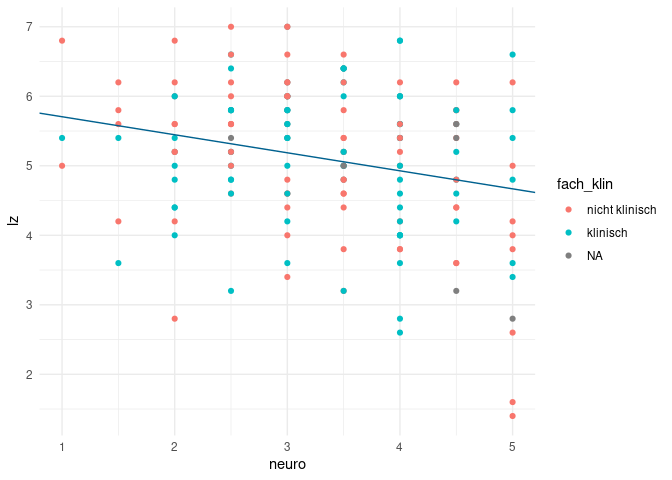 7
6
5
4
3
2
lz
1 2 3 4 5
neuro
fach_klin
nicht klinisch
klinisch
NA